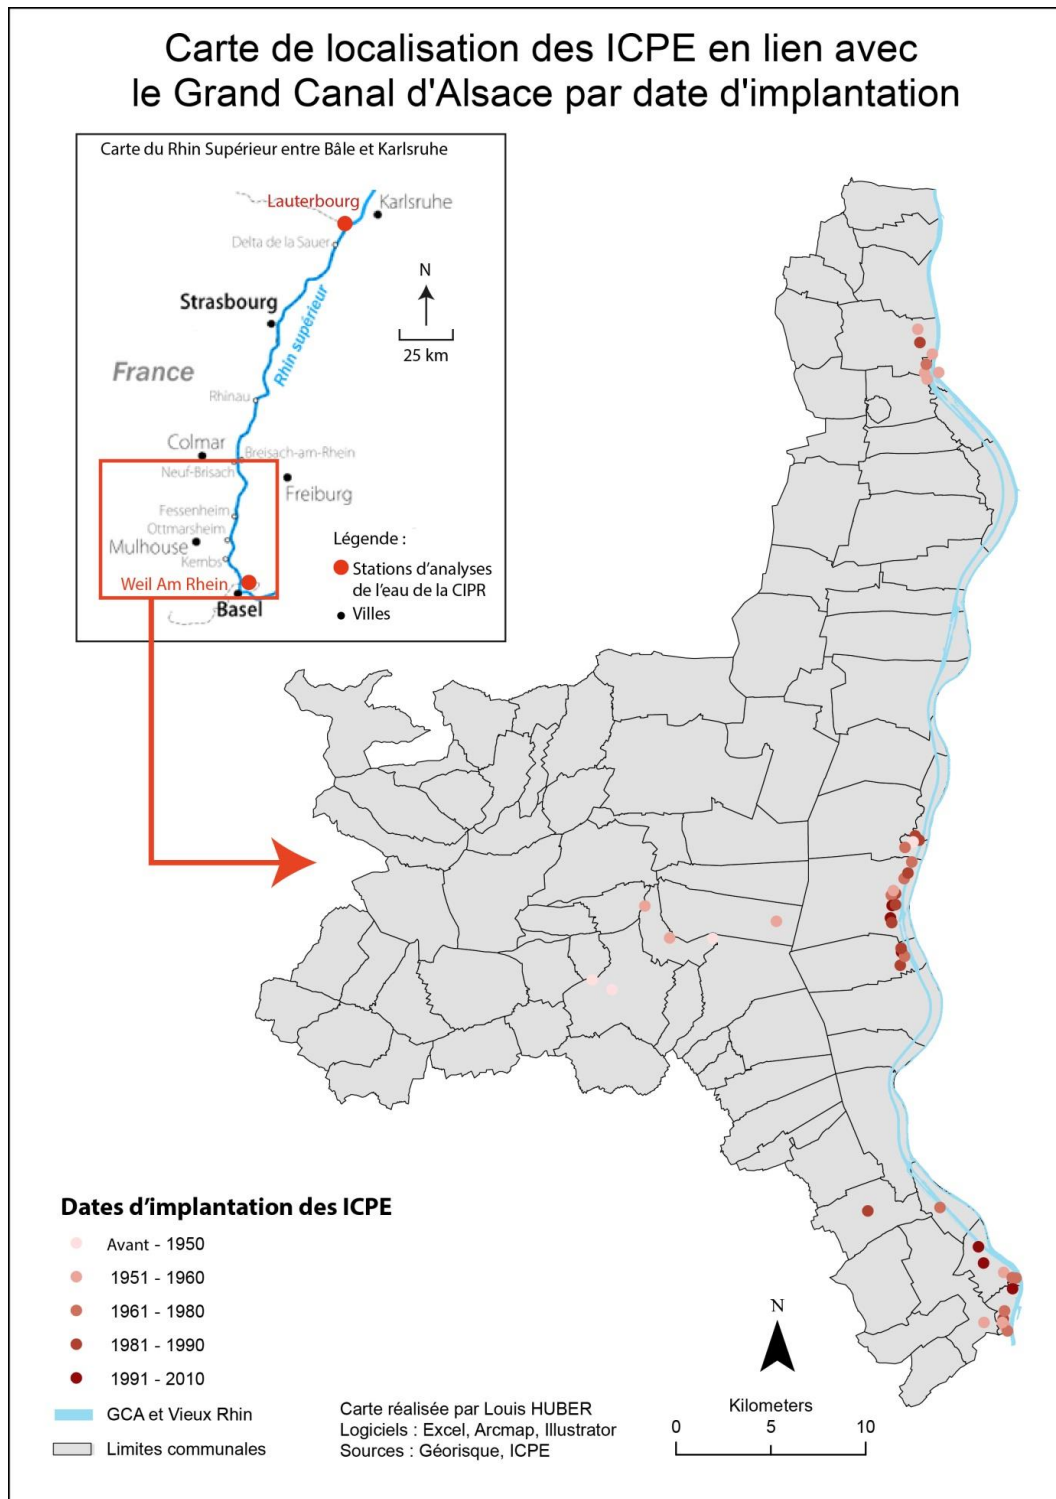 Carte de localisation des ICPE en lien avec
le Grand Canal d'Alsace par date d'implantation
Carte du Rhin Supérieur entre Bâle et Karlsruhe
Lauterbourg
Karlsruhe
Delta de la Sauer
N
Strasbourg
Rhin supérieur
25 km
France
Rhinau
Colmar
Breisach-am-Rhein
Neuf-Brisach
Freiburg
Fessenheim
Ottmarsheim
Mulhouse
Kembs
Weil Am Rhein
Basel
Légende :
Stations d'analyses
de l'eau de la CIPR
Villes
Dates d'implantation des ICPE
Avant - 1950
1951 - 1960
1961 - 1980
1981 - 1990
1991 - 2010
GCA et Vieux Rhin
Limites communales
Carte réalisée par Louis HUBER
Logiciels : Excel, Arcmap, Illustrator
Sources : Géorisque, ICPE
N
Kilometers
0 5 10